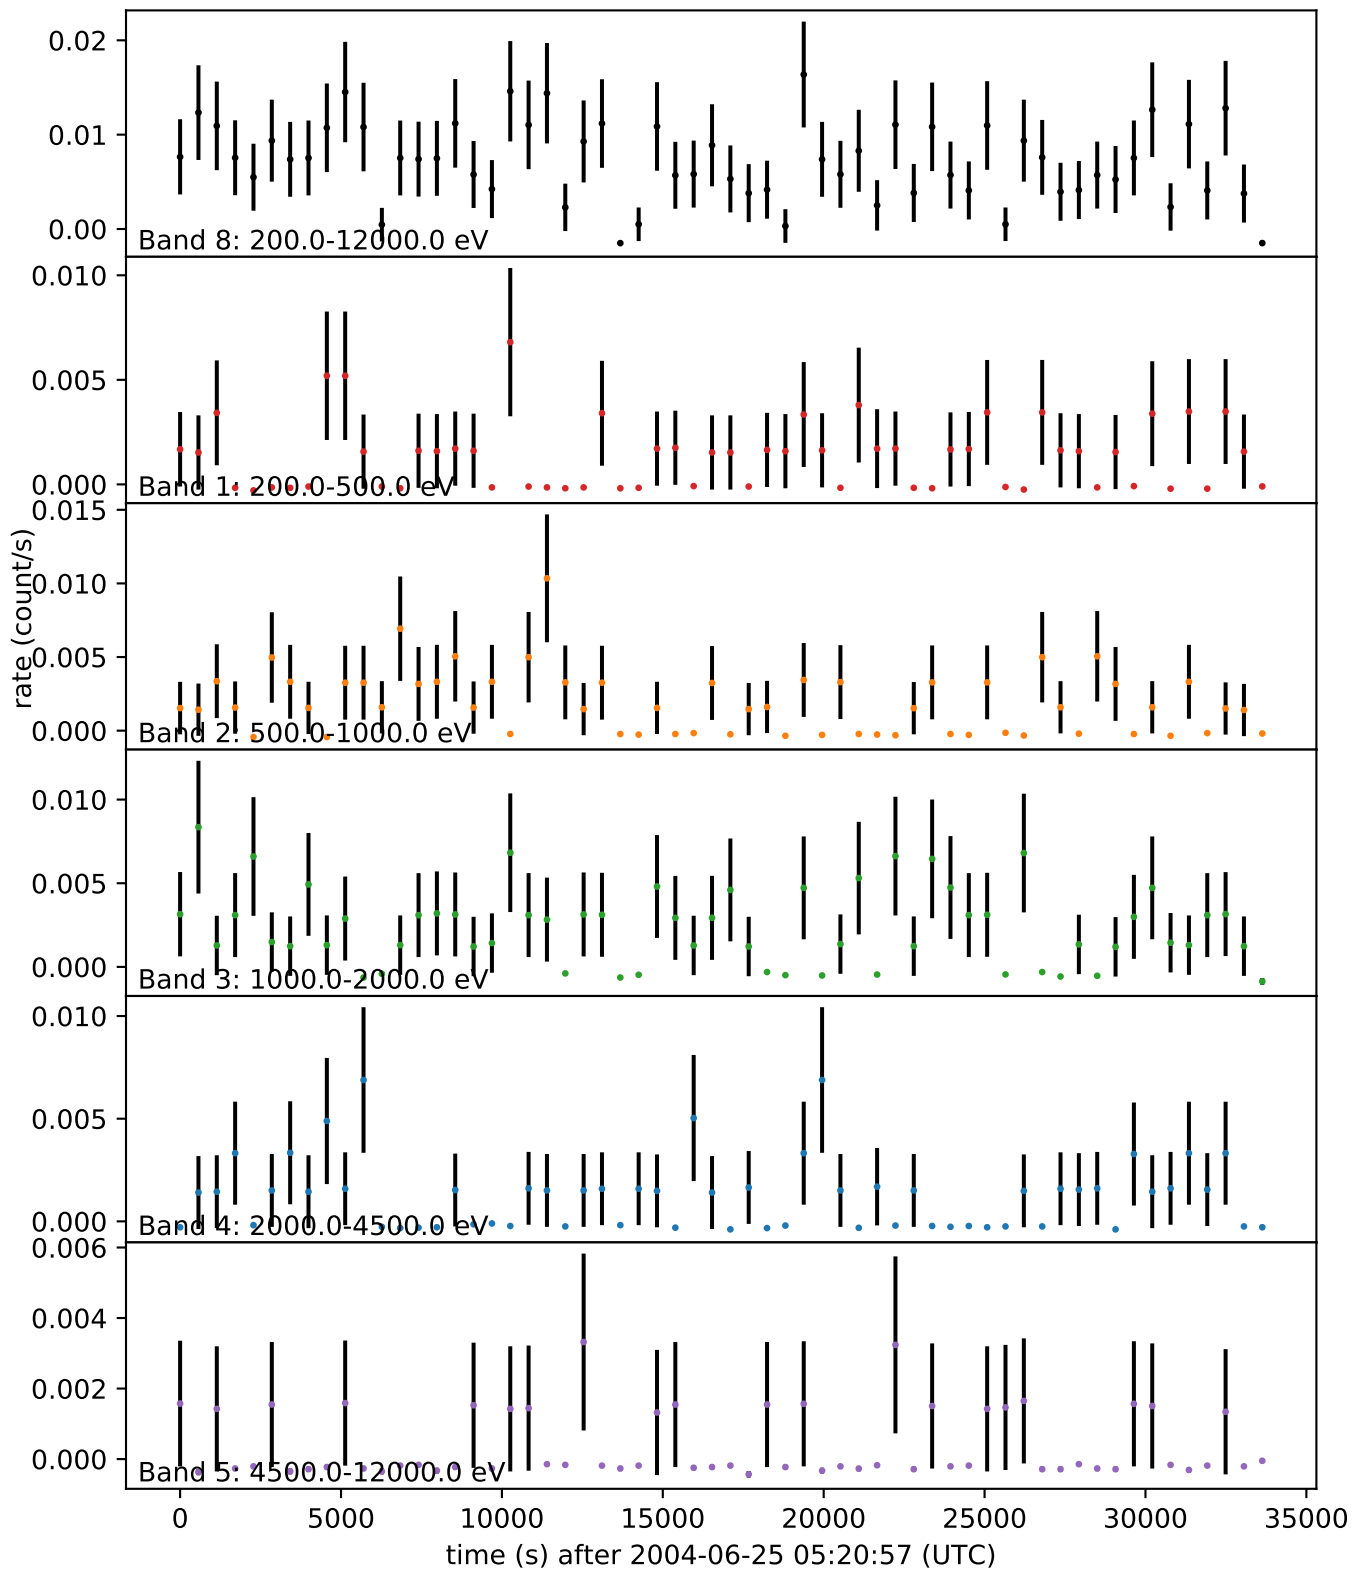 0.02
0.01
0.00
Band 8: 200.0-12000.0 eV
0.010
0.005
0.000
Band 1: 200.0-500.0 eV
0.015
0.010
0.005
0.000
Band 2: 500.0-1000.0 eV
rate (count/s)
0.010
0.005
0.000
Band 3: 1000.0-2000.0 eV
0.010
0.005
0.000
Band 4: 2000.0-4500.0 eV
0.006
0.004
0.002
0.000
Band 5: 4500.0-12000.0 eV
0 5000 10000 15000 20000 25000 30000 35000
time (s) after 2004-06-25 05:20:57 (UTC)